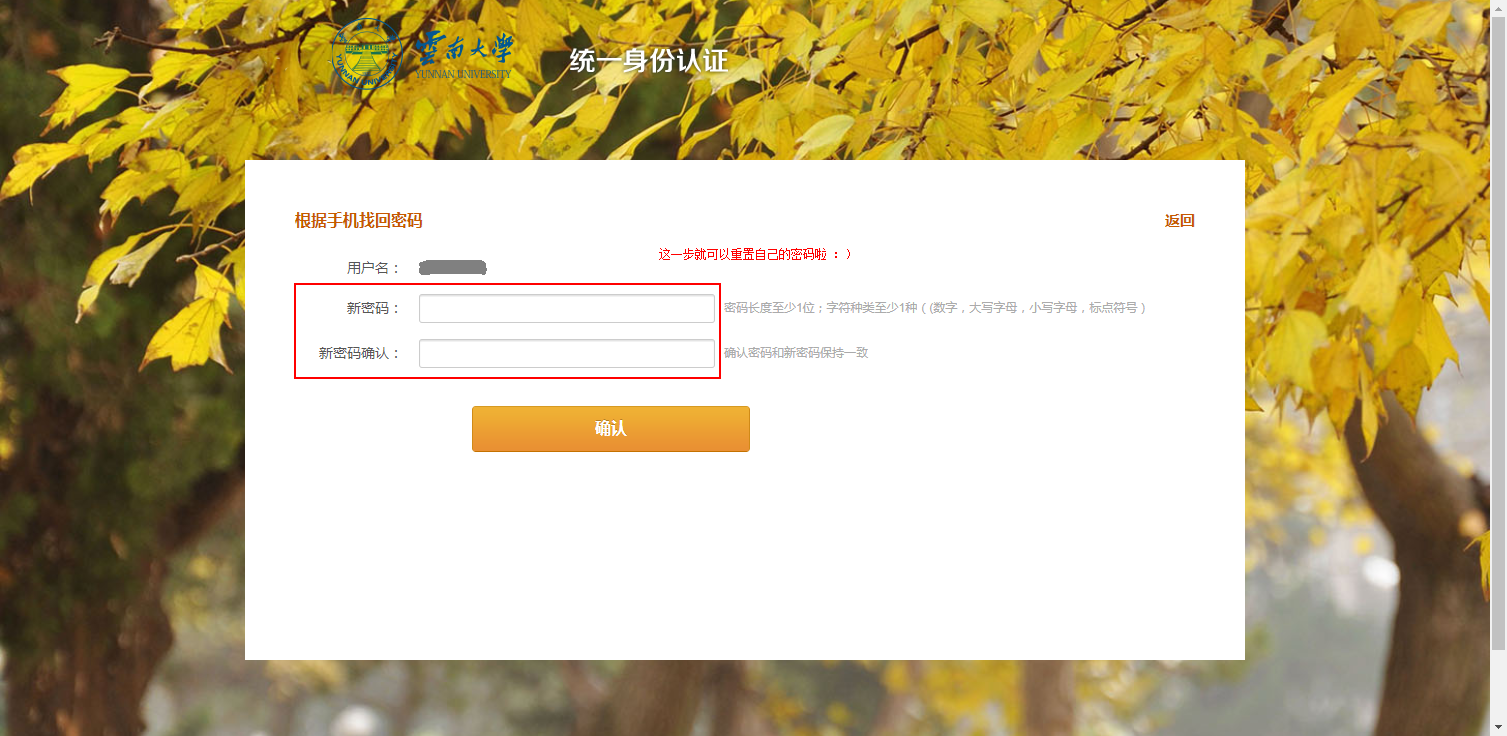 雲南大學
YUNNAN UNIVERSITY
统一身份认证
根据手机找回密码
返回
这一步就可以重置自己的密码啦：）
用户名：
新密码：
密码长度至少1位；字符种类至少1种（(数字，大写字母，小写字母，标点符号）
新密码确认：
确认密码和新密码保持一致
确认